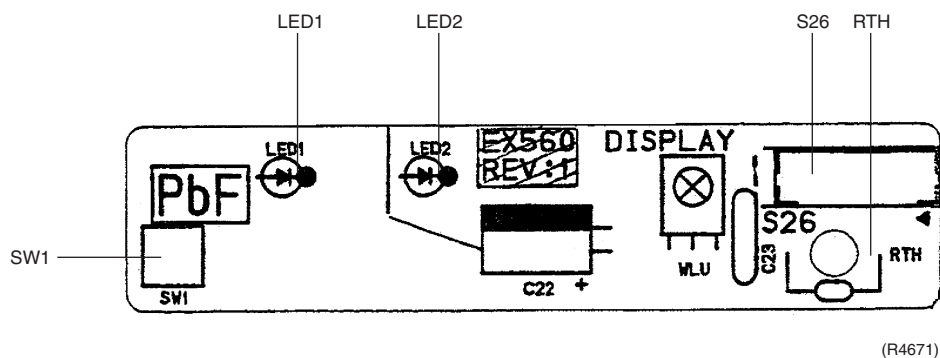 LED1 LED2 S26 RTH
EX560 DISPLAY
LED1 LED2
REV:1
PbF
S26
SW1
RTH
C23
WLU
C22 +
SW1
(R4671)